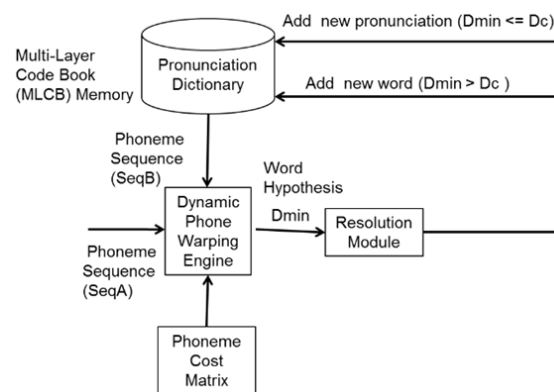 Add new pronunciation (Dmin <= Dc)
Multi-Layer
Code Book
(MLCB) Memory
Pronunciation
Dictionary
Add new word (Dmin > Dc )
Phoneme
Sequence
(SeqB)
Word
Hypothesis
Dmin
Dynamic
Phone
Warping
Engine
Resolution
Module
Phoneme
Sequence
(SeqA)
Phoneme
Cost
Matrix